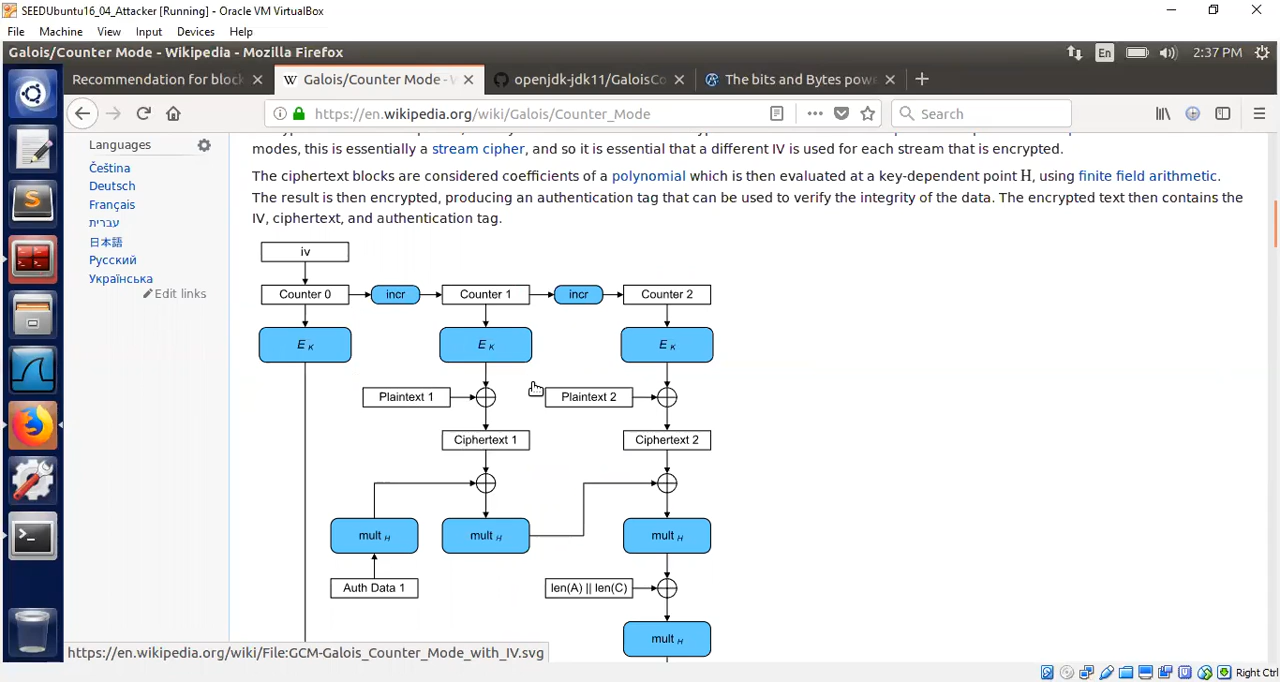 SEEDUbuntu16_04_Attacker [Running] - Oracle VM VirtualBox
File Machine View Input Devices Help
Galois/Counter Mode - Wikipedia - Mozilla Firefox
En 2:37 PM
Recommendation for block
W Galois/Counter Mode - W
openjdk-jdk11/GaloisCo
The bits and Bytes pow
https://en.wikipedia.org/wiki/Galois/Counter_Mode
Search
Languages
Čeština
Deutsch
Français
עברית
日本語
Русский
Українська
Edit links
modes, this is essentially a stream cipher, and so it is essential that a different IV is used for each stream that is encrypted.
The ciphertext blocks are considered coefficients of a polynomial which is then evaluated at a key-dependent point H, using finite field arithmetic.
The result is then encrypted, producing an authentication tag that can be used to verify the integrity of the data. The encrypted text then contains the
IV, ciphertext, and authentication tag.
iv
Counter 0 incr Counter 1 incr Counter 2
E K E K E K
Plaintext 1 Plaintext 2
Ciphertext 1 Ciphertext 2
mult H mult H mult H
Auth Data 1 len(A) || len(C)
mult H
https://en.wikipedia.org/wiki/File:GCM-Galois_Counter_Mode_with_IV.svg
Right Ctrl